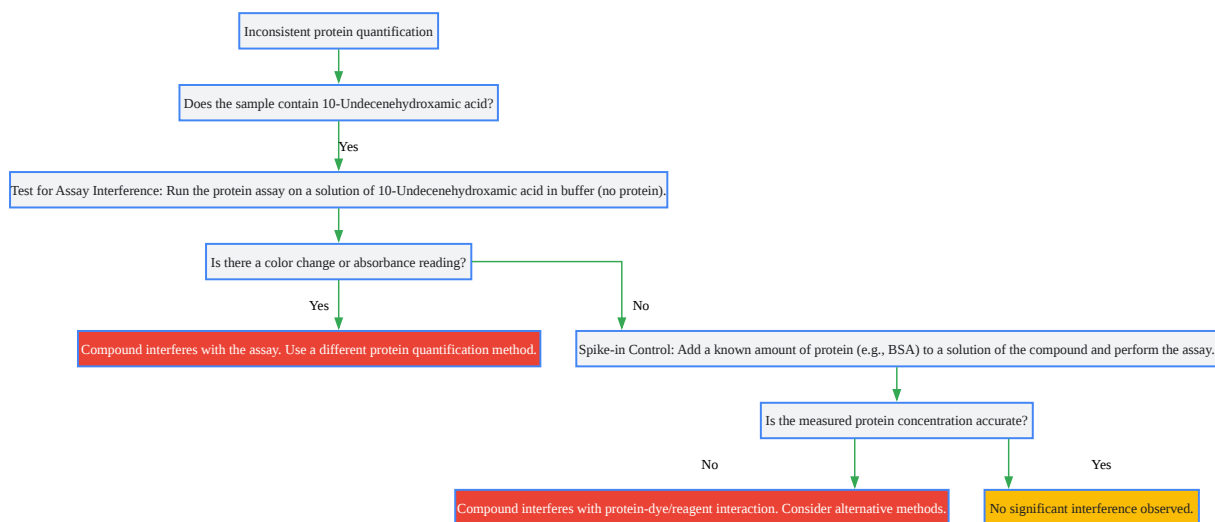 Inconsistent protein quantification
Does the sample contain 10-Undecenehydroxamic acid?
Yes
Test for Assay Interference: Run the protein assay on a solution of 10-Undecenehydroxamic acid in buffer (no protein).
Is there a color change or absorbance reading?
Yes
No
Compound interferes with the assay. Use a different protein quantification method.
Spike-in Control: Add a known amount of protein (e.g., BSA) to a solution of the compound and perform the assay.
Is the measured protein concentration accurate?
No
Yes
Compound interferes with protein-dye/reagent interaction. Consider alternative methods.
No significant interference observed.